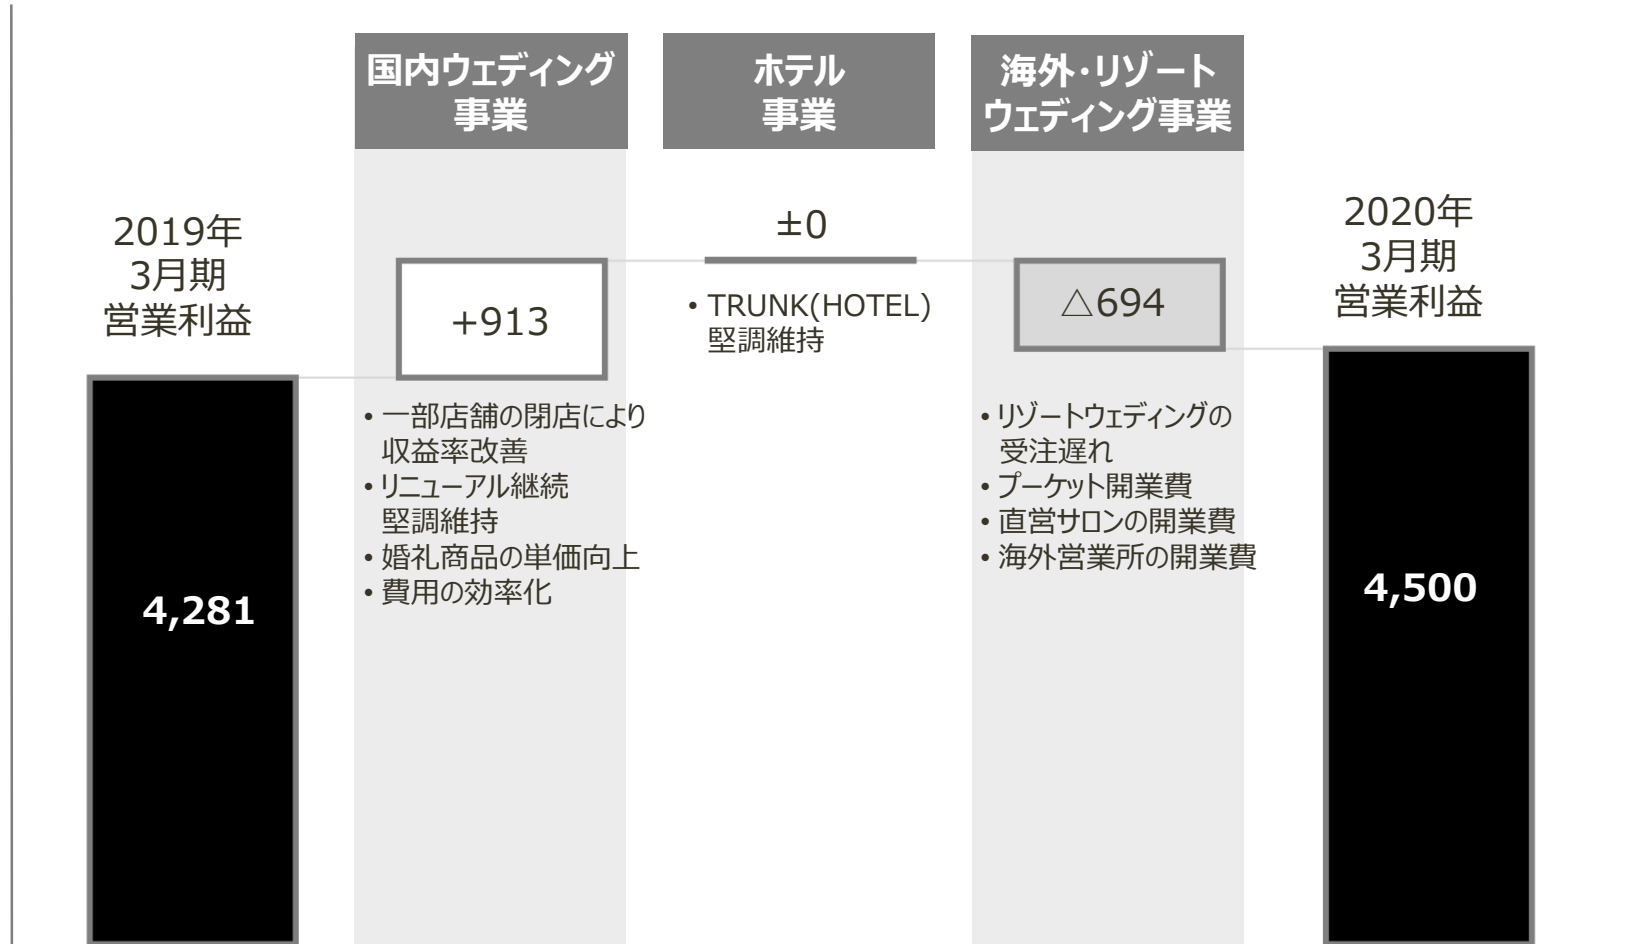 国内ウェディング
事業
ホテル
事業
海外・リゾート
ウェディング事業
2019年
3月期
営業利益
4,281
+913
• 一部店舗の閉店により
収益率改善
• リニューアル継続
堅調維持
• 婚礼商品の単価向上
• 費用の効率化
±0
• TRUNK(HOTEL)
堅調維持
△694
• リゾートウェディングの
受注遅れ
• プーケット開業費
• 直営サロンの開業費
• 海外営業所の開業費
2020年
3月期
営業利益
4,500